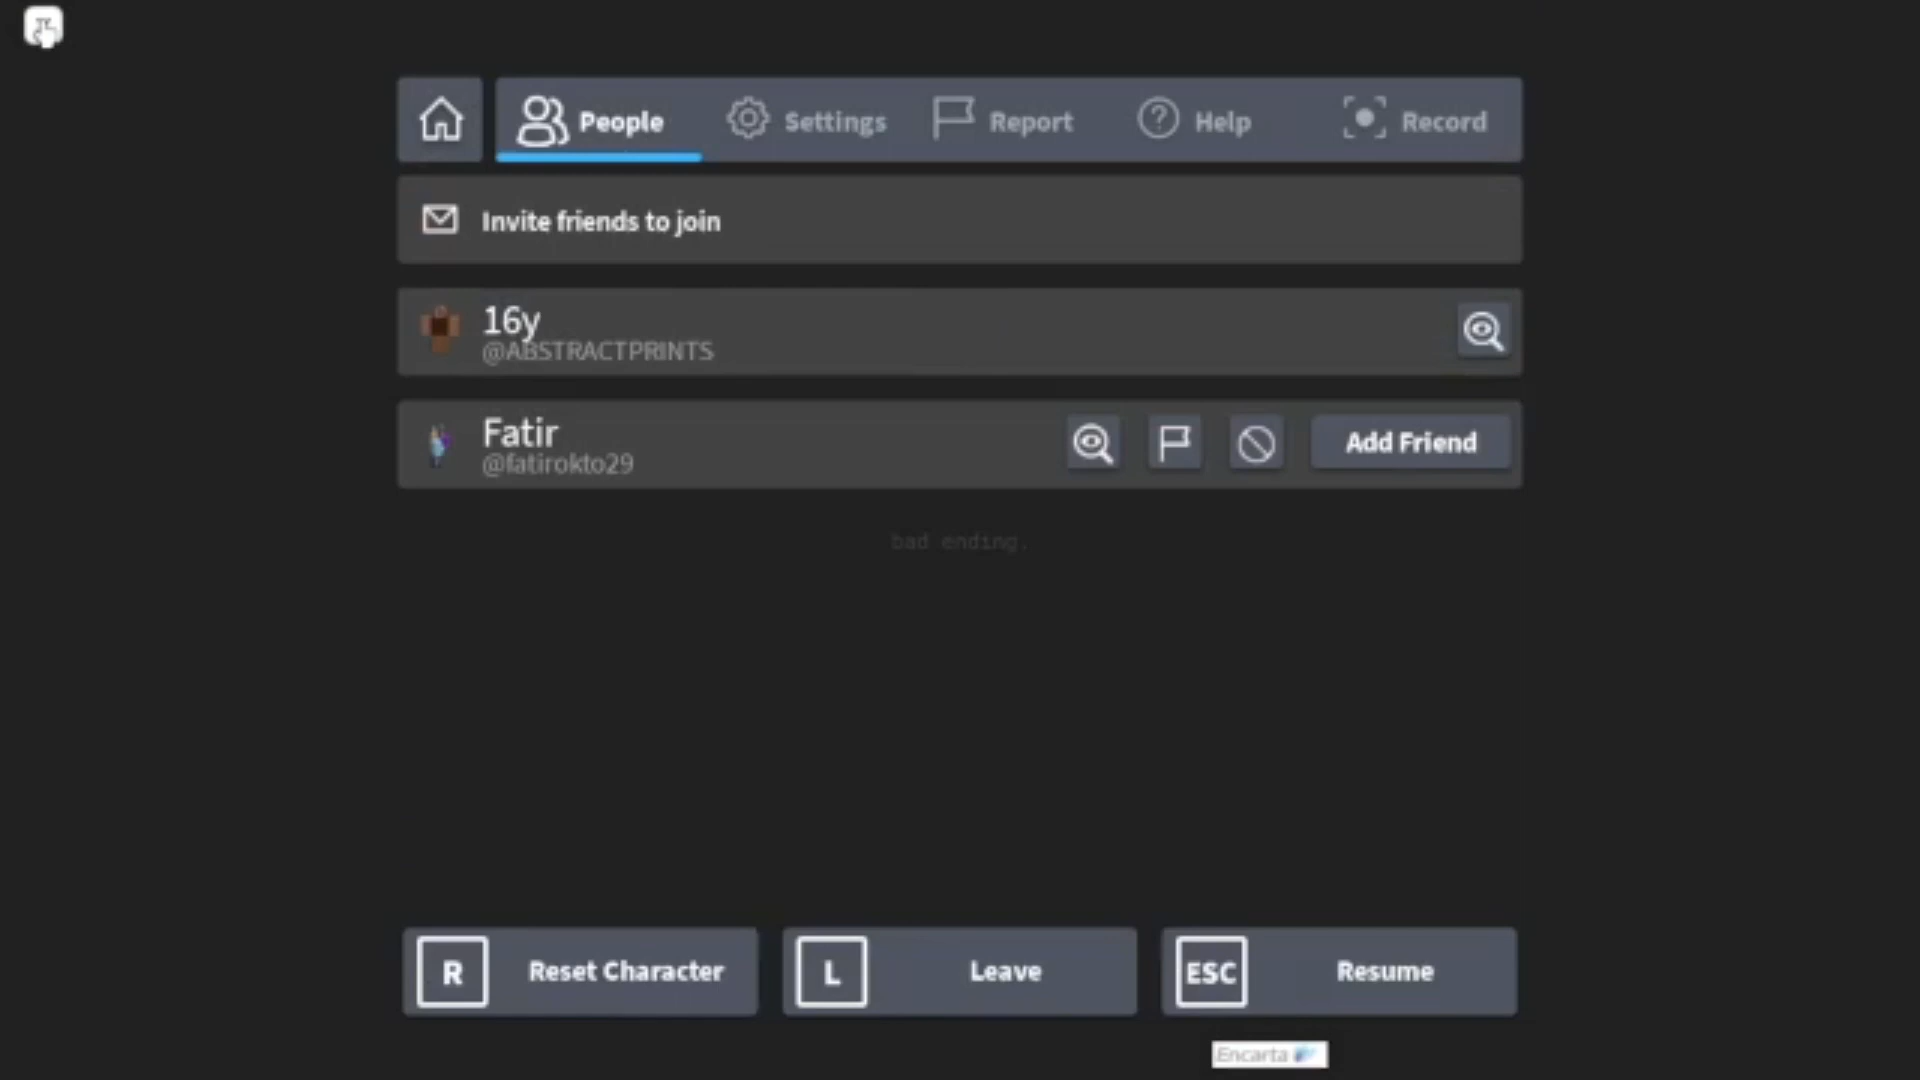 People
Settings
Report
Help
Record
Invite friends to join
16y
@ABSTRACTPRINTS
Fatir
@fatirokto29
Add Friend
bad ending.
R
Reset Character
L
Leave
ESC
Resume
Encarta